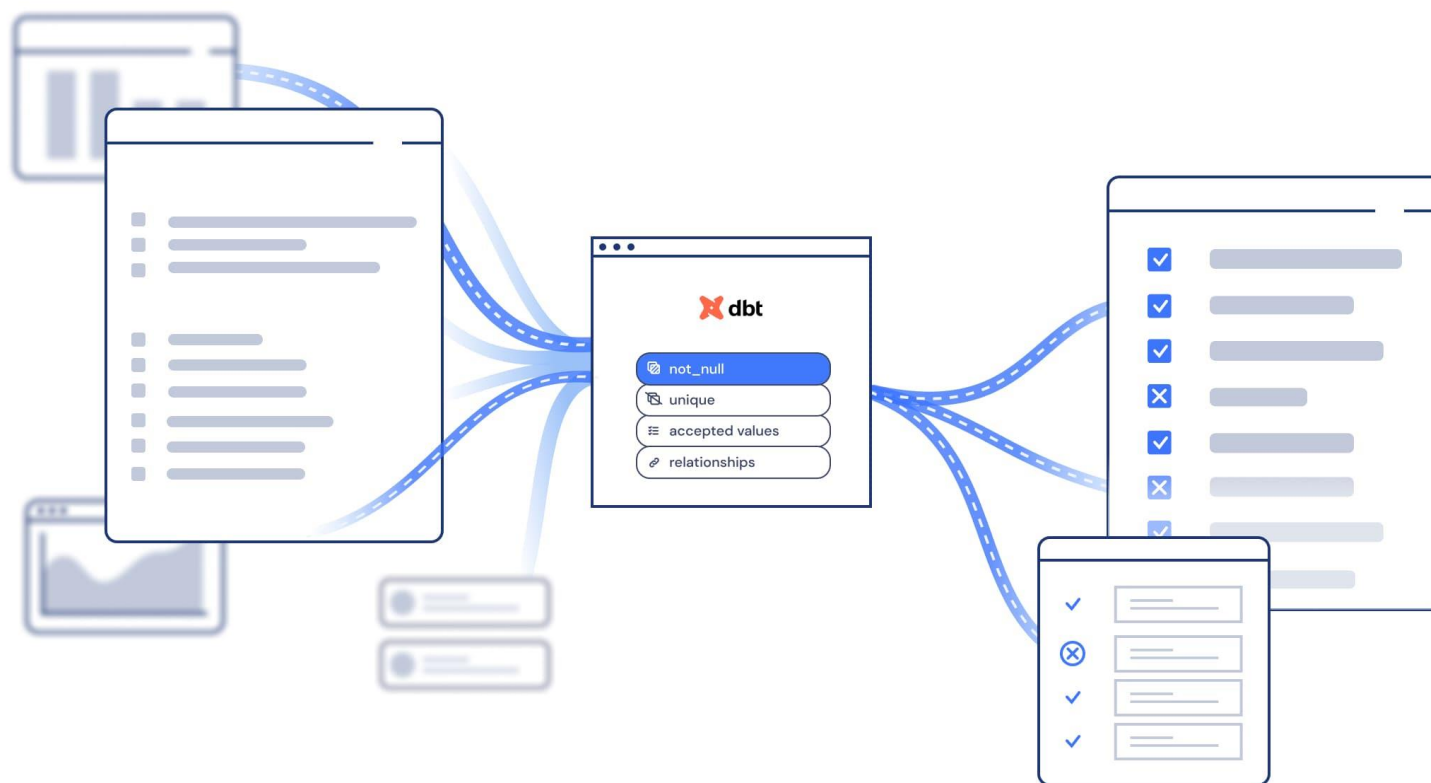 dbt
not_null
unique
accepted values
relationships